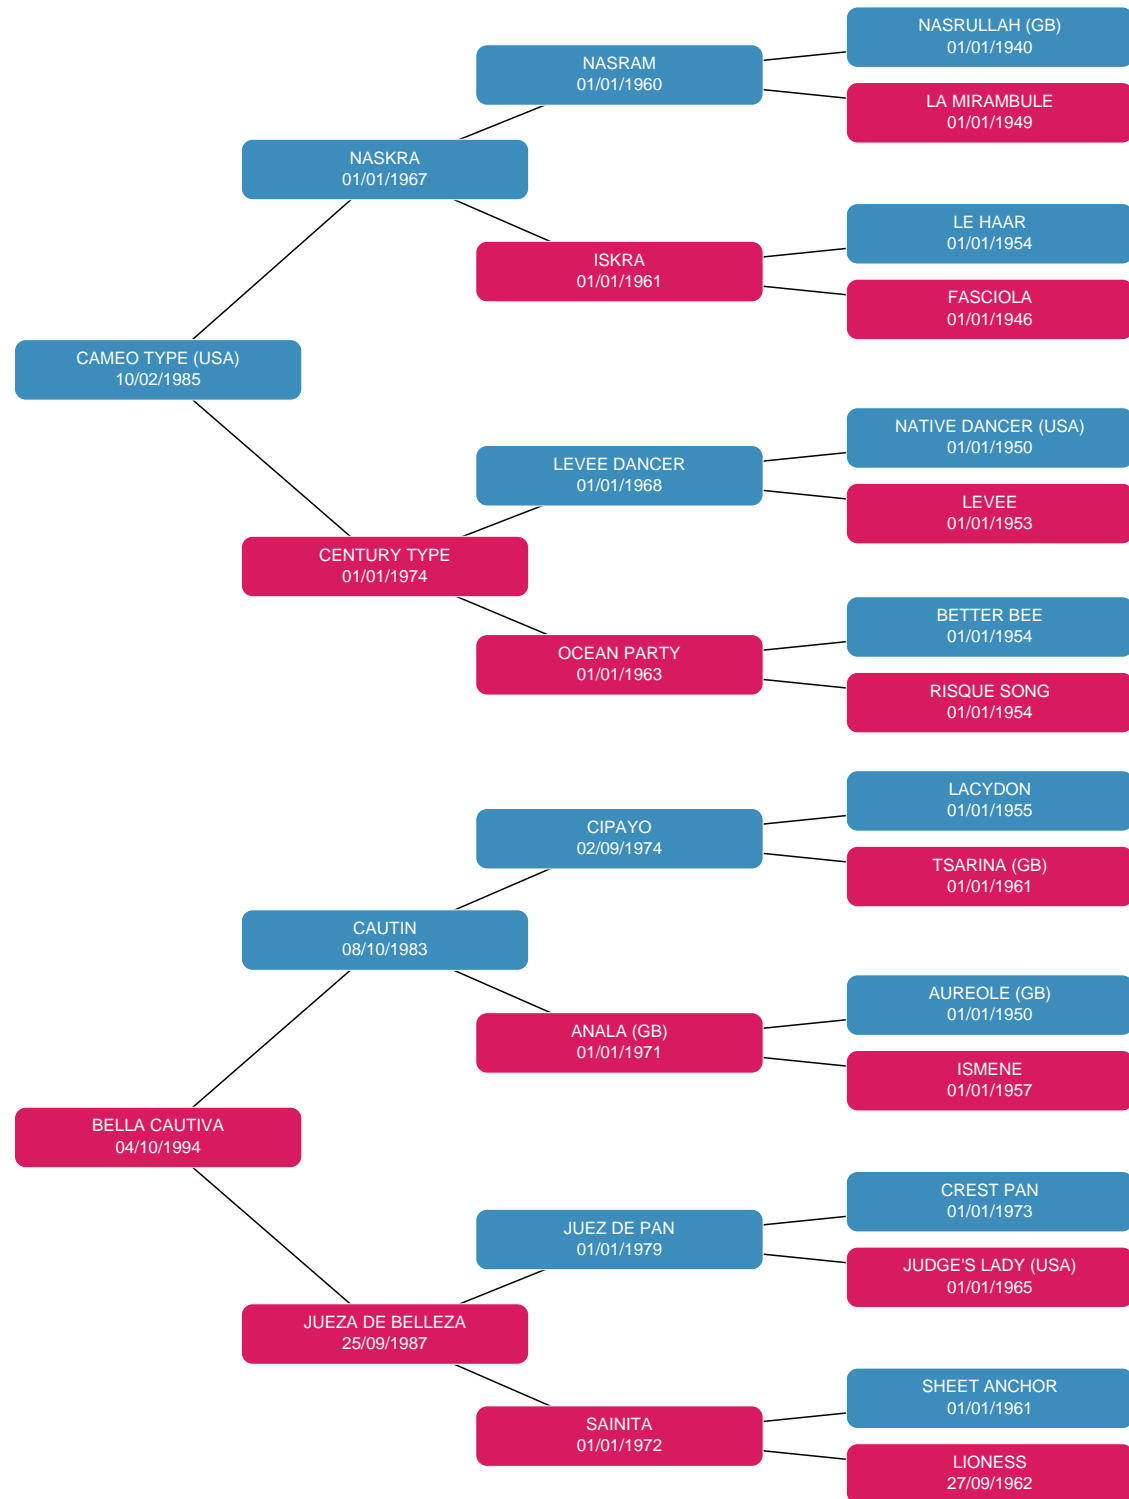 NASRULLAH (GB)
01/01/1940
NASRAM
01/01/1960
LA MIRAMBULE
01/01/1949
NASKRA
01/01/1967
LE HAAR
01/01/1954
ISKRA
01/01/1961
FASCIOLA
01/01/1946
CAMEO TYPE (USA)
10/02/1985
NATIVE DANCER (USA)
01/01/1950
LEVEE DANCER
01/01/1968
LEVEE
01/01/1953
CENTURY TYPE
01/01/1974
BETTER BEE
01/01/1954
OCEAN PARTY
01/01/1963
RISQUE SONG
01/01/1954
LACYDON
01/01/1955
CIPAYO
02/09/1974
TSARINA (GB)
01/01/1961
CAUTIN
08/10/1983
AUREOLE (GB)
01/01/1950
ANALA (GB)
01/01/1971
ISMENE
01/01/1957
BELLA CAUTIVA
04/10/1994
CREST PAN
01/01/1973
JUEZ DE PAN
01/01/1979
JUDGE'S LADY (USA)
01/01/1965
JUEZA DE BELLEZA
25/09/1987
SHEET ANCHOR
01/01/1961
SAINITA
01/01/1972
LIONESS
27/09/1962